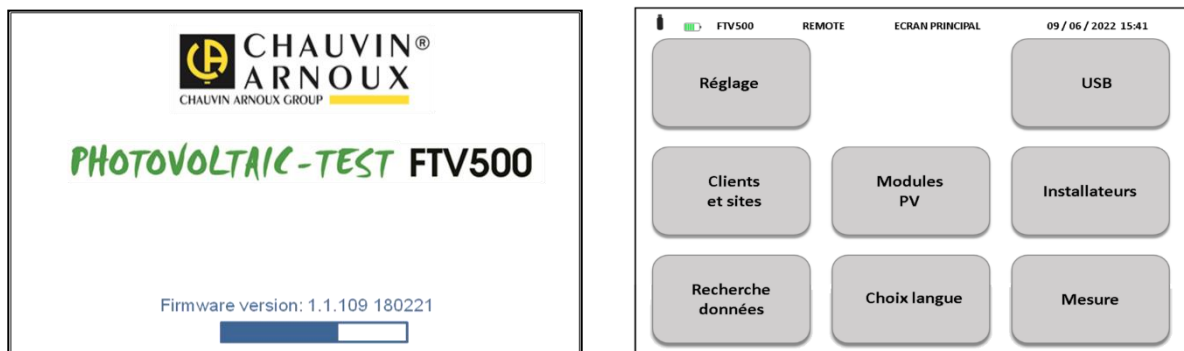 CHAUVIN®
ARNOUX
CHAUVIN ARNOUX GROUP
PHOTOVOLTAIC-TEST FTV500
Firmware version: 1.1.109 180221
FTV500 REMOTE ECRAN PRINCIPAL 09 / 06 / 2022 15:41
Réglage
USB
Clients
et sites
Modules
PV
Installateurs
Recherche
données
Choix langue
Mesure